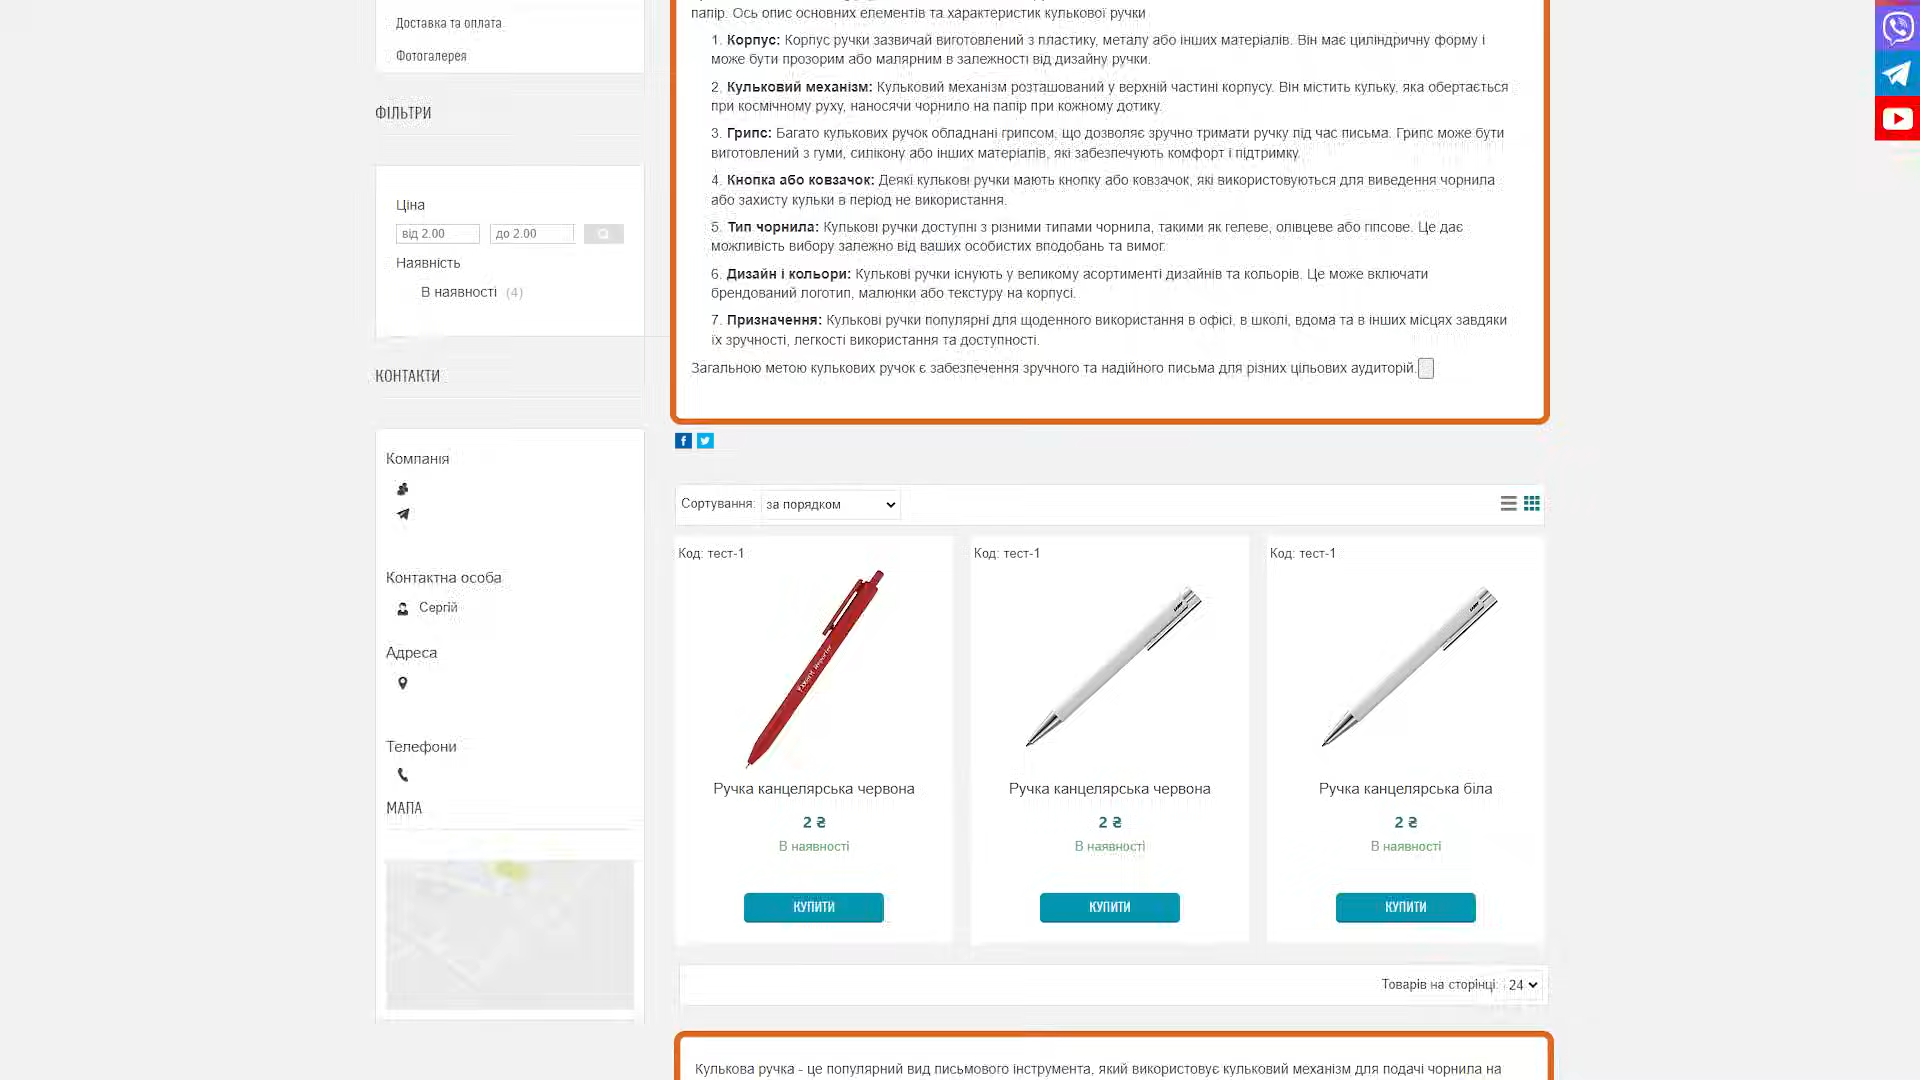 Доставка та оплата
Фотогалерея
ФІЛЬТРИ
Ціна
від 2.00 до 2.00
Наявність
В наявності (4)
КОНТАКТИ
Компанія
Контактна особа
Сергій
Адреса
Телефони
МАПА
папір. Ось опис основних елементів та характеристик кулькової ручки
1. Корпус: Корпус ручки зазвичай виготовлений з пластику, металу або інших матеріалів. Він має циліндричну форму і
може бути прозорим або малярним в залежності від дизайну ручки.
2. Кульковий механізм: Кульковий механізм розташований у верхній частині корпусу. Він містить кульку, яка обертається
при космічному руху, наносячи чорнило на папір при кожному дотику.
3. Грипс: Багато кулькових ручок обладнані грипсом, що дозволяє зручно тримати ручку під час письма. Грипс може бути
виготовлений з гуми, силікону або інших матеріалів, які забезпечують комфорт і підтримку.
4. Кнопка або ковзачок: Деякі кулькові ручки мають кнопку або ковзачок, які використовуються для виведення чорнила
або захисту кульки в період не використання.
5. Тип чорнила: Кулькові ручки доступні з різними типами чорнила, такими як гелеве, олівцеве або гіпсове. Це дає
можливість вибору залежно від ваших особистих вподобань та вимог.
6. Дизайн і кольори: Кулькові ручки існують у великому асортименті дизайнів та кольорів. Це може включати
брендований логотип, малюнки або текстуру на корпусі.
7. Призначення: Кулькові ручки популярні для щоденного використання в офісі, в школі, вдома та в інших місцях завдяки
їх зручності, легкості використання та доступності.
Загальною метою кулькових ручок є забезпечення зручного та надійного письма для різних цільових аудиторій.
Сортування: за порядком
Код: тест-1
Ручка канцелярська червона
2 ₴
В наявності
КУПИТИ
Код: тест-1
Ручка канцелярська червона
2 ₴
В наявності
КУПИТИ
Код: тест-1
Ручка канцелярська біла
2 ₴
В наявності
КУПИТИ
Товарів на сторінці: 24
Кулькова ручка - це популярний вид письмового інструмента, який використовує кульковий механізм для подачі чорнила на